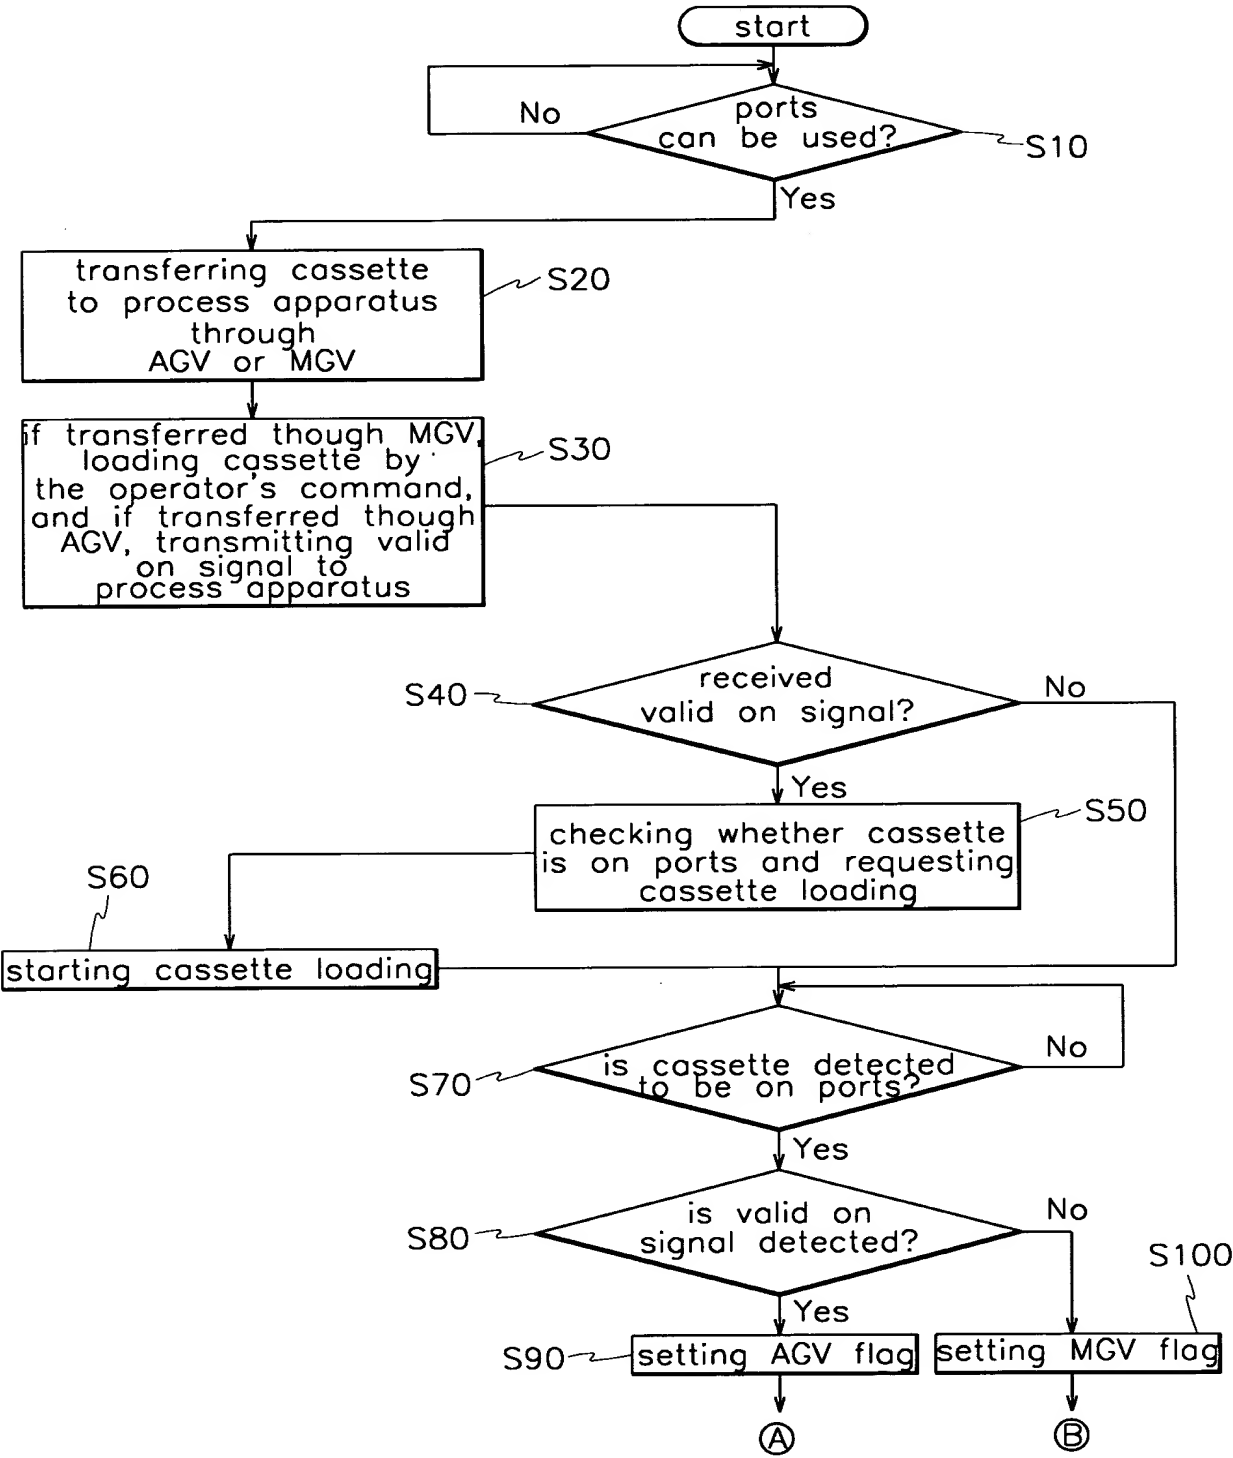 start
ports
can be used?
No
S10
Yes
transferring cassette
to process apparatus
through
AGV or MGV
S20
if transferred though MGV,
loading cassette by
the operator's command,
and if transferred though
AGV, transmitting valid
on signal to
process apparatus
S30
received
valid on signal?
S40
No
Yes
checking whether cassette
is on ports and requesting
cassette loading
S50
S60
starting cassette loading
is cassette detected
to be on ports?
S70
No
Yes
is valid on
signal detected?
S80
No
Yes
S100
S90
setting AGV flag
setting MGV flag
A
B